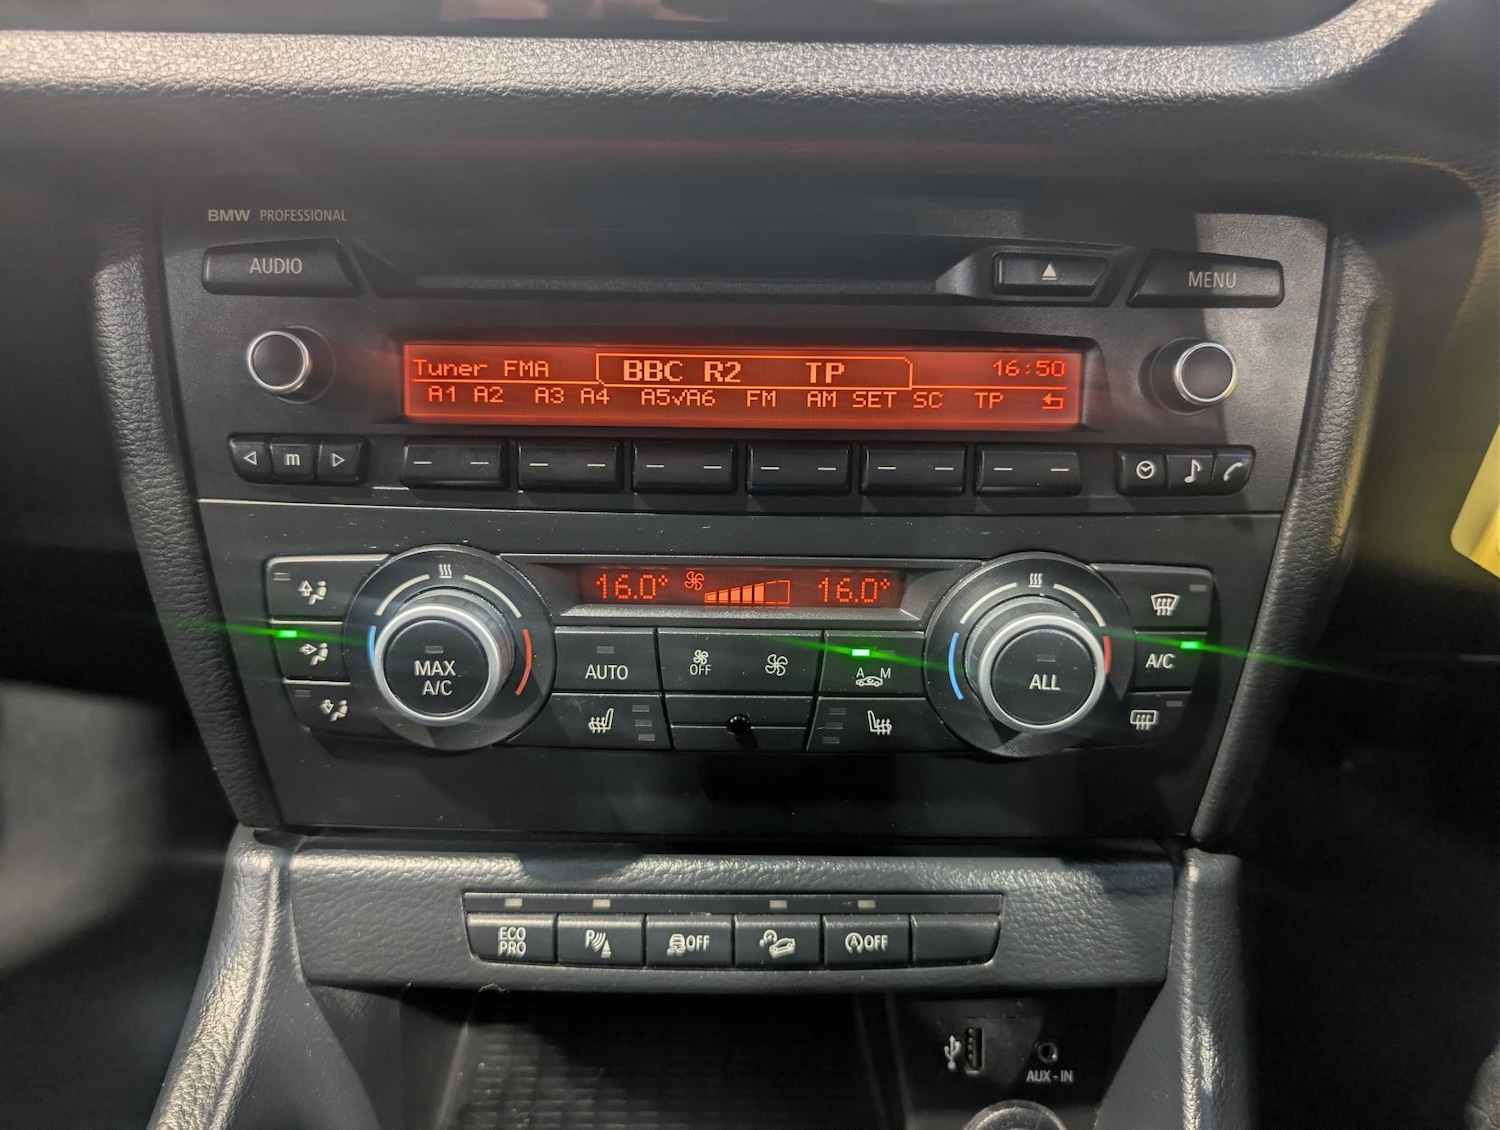 BMW PROFESSIONAL
AUDIO
MENU
Tuner FMA BBC R2 TP 16:50
A1 A2 A3 A4 A5√A6 FM AM SET SC TP
m
16.0° 16.0°
MAX
A/C
AUTO
OFF
A M
ALL
A/C
ECO
PRO
P
OFF
A OFF
AUX-IN